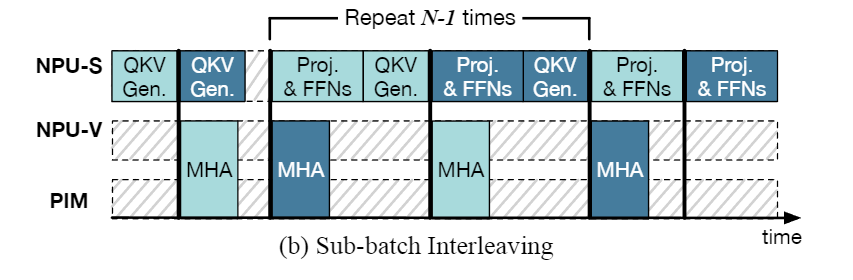 Repeat N-1 times
NPU-S
QKV
Gen.
QKV
Gen.
Proj.
& FFNs
QKV
Gen.
Proj.
& FFNs
QKV
Gen.
Proj.
& FFNs
Proj.
& FFNs
NPU-V
MHA
MHA
MHA
MHA
PIM
time
(b) Sub-batch Interleaving